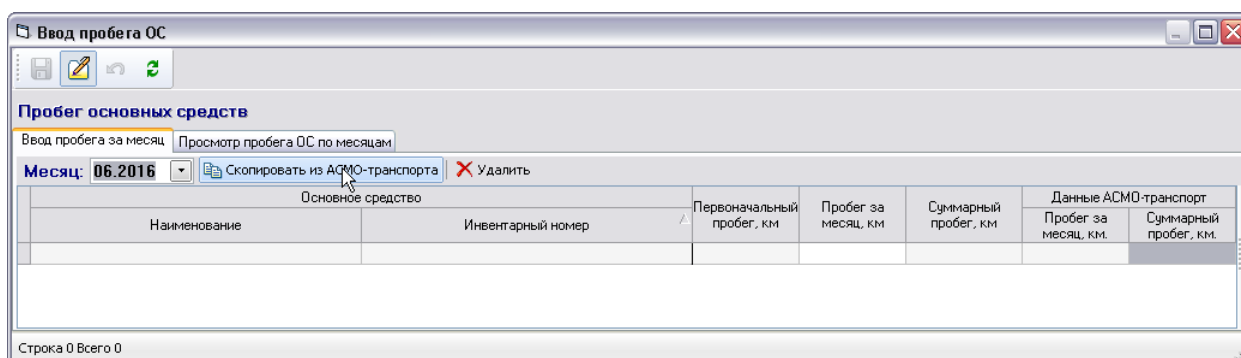 Ввод пробега ОС
Пробег основных средств
Ввод пробега за месяц Просмотр пробега ОС по месяцам
Месяц: 06.2016 Скопировать из АСМО-транспорта Удалить
Основное средство
Наименование
Инвентарный номер
Первоначальный
пробег, км
Пробег за
месяц, км
Суммарный
пробег, км
Данные АСМО-транспорт
Пробег за
месяц, км.
Суммарный
пробег, км.
Строка 0 Всего 0